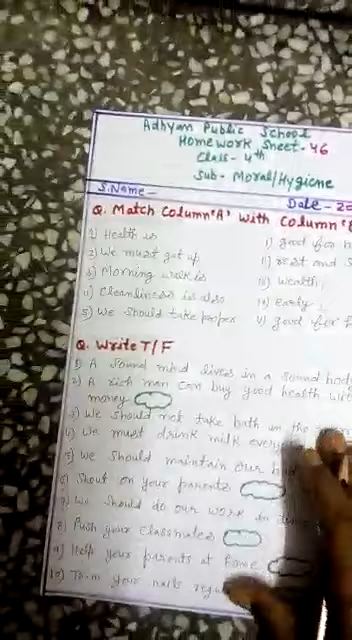 Adhyan Public School
Homework Sheet-46
Class-4th
Sub- Moral/Hygiene
S.Name-
Date-
Q. Match Column 'A' with Column
1) Health is
i) good for
2) We must get up
ii) rest and
3) Morning walk is
iii) wealth
4) Cleanliness is also
iv) early
5) We should take proper
v) good for
Q. Write T/F
1) A sound mind lives in a sound body
2) A rich man can buy good health with
money
3) We should not take bath in the
4) We must drink milk every
5) We should maintain our
6) Shout on your parents
7) We should do our work in
8) Push your classmates
9) Help your parents at home
10) Trim your nails